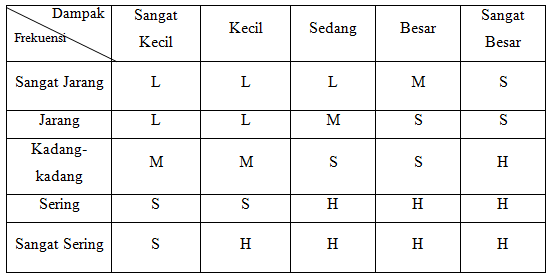 Dampak
Frekuensi
Sangat
Kecil
Kecil
Sedang
Besar
Sangat
Besar
Sangat Jarang L L L M S
Jarang L L M S S
Kadang-
kadang
M M S S H
Sering S S H H H
Sangat Sering S H H H H